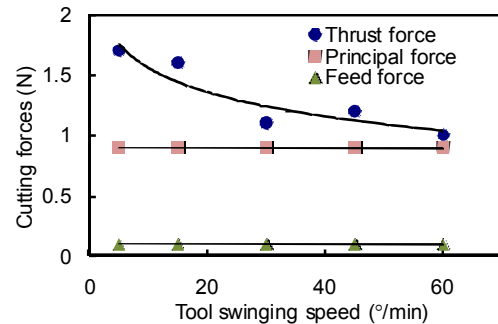 2
1.5
1
0.5
0
0
20
40
60
Thrust force
Principal force
Feed force
Cutting forces (N)
Tool swinging speed (°/min)